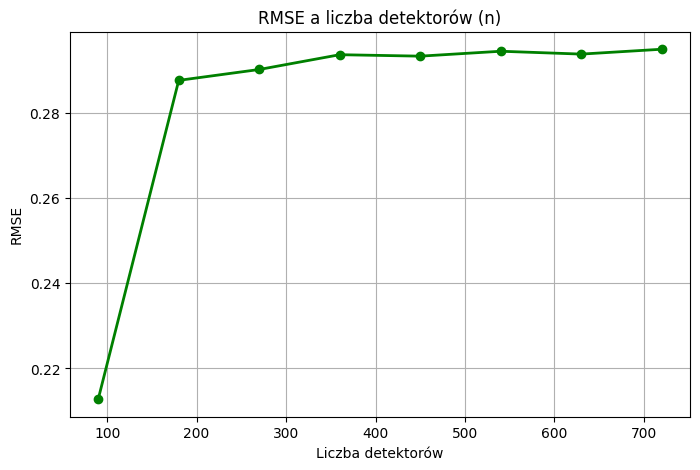 RMSE a liczba detektorów (n)
RMSE
0.28
0.26
0.24
0.22
100 200 300 400 500 600 700
Liczba detektorów